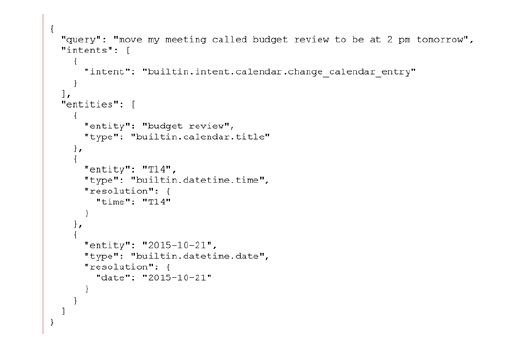 {
  "query": "move my meeting called budget review to be at 2 pm tomorrow",
  "intents": [
    {
      "intent": "builtin.intent.calendar.change_calendar_entry"
    }
  ],
  "entities": [
    {
      "entity": "budget review",
      "type": "builtin.calendar.title"
    },
    {
      "entity": "T14",
      "type": "builtin.datetime.time",
      "resolution": {
        "time": "T14"
      }
    },
    {
      "entity": "2015-10-21",
      "type": "builtin.datetime.date",
      "resolution": {
        "date": "2015-10-21"
      }
    }
  ]
}